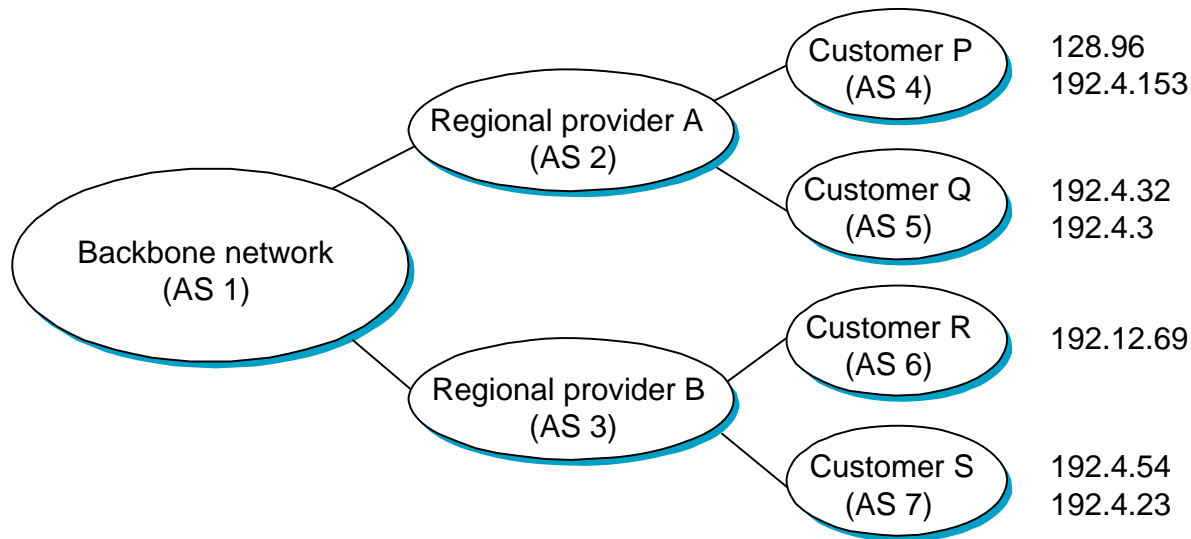 Customer P
(AS 4)
128.96
192.4.153
Regional provider A
(AS 2)
Customer Q
(AS 5)
192.4.32
192.4.3
Backbone network
(AS 1)
Customer R
(AS 6)
192.12.69
Regional provider B
(AS 3)
Customer S
(AS 7)
192.4.54
192.4.23